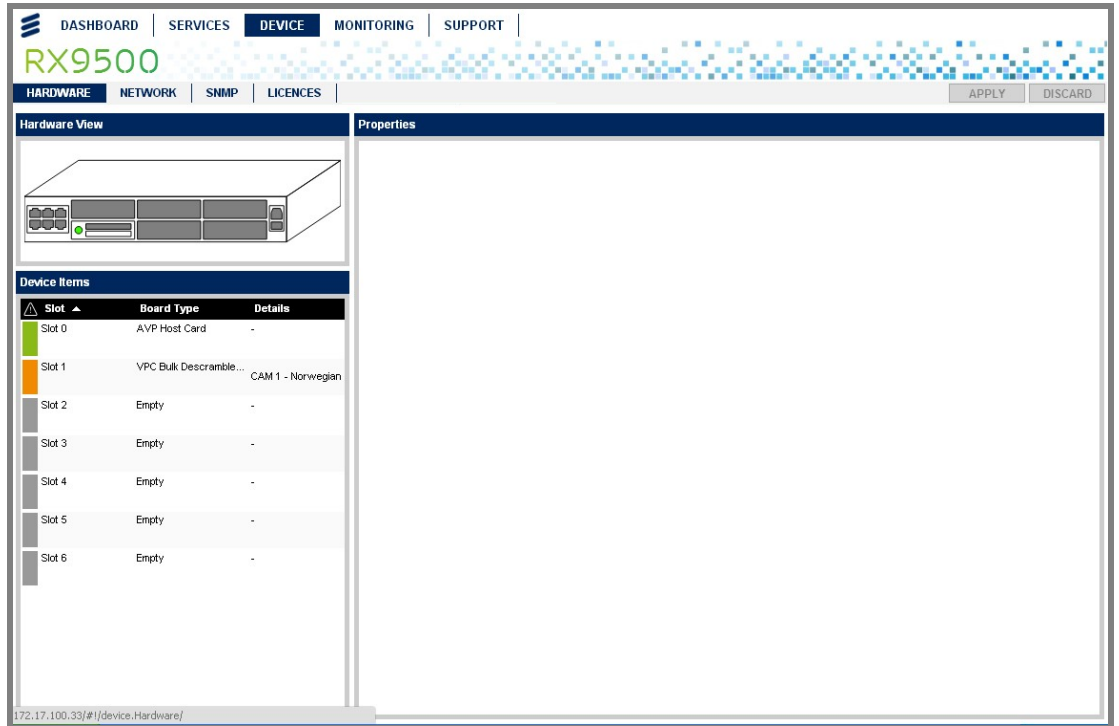 DASHBOARD SERVICES DEVICE MONITORING SUPPORT
RX9500
HARDWARE NETWORK SNMP LICENCES APPLY DISCARD
Hardware View
Properties
Device Items
Slot Board Type Details
Slot 0 AVP Host Card -
Slot 1 VPC Bulk Descramble... CAM 1 - Norwegian
Slot 2 Empty -
Slot 3 Empty -
Slot 4 Empty -
Slot 5 Empty -
Slot 6 Empty -
172.17.100.33/#!/device.Hardware/